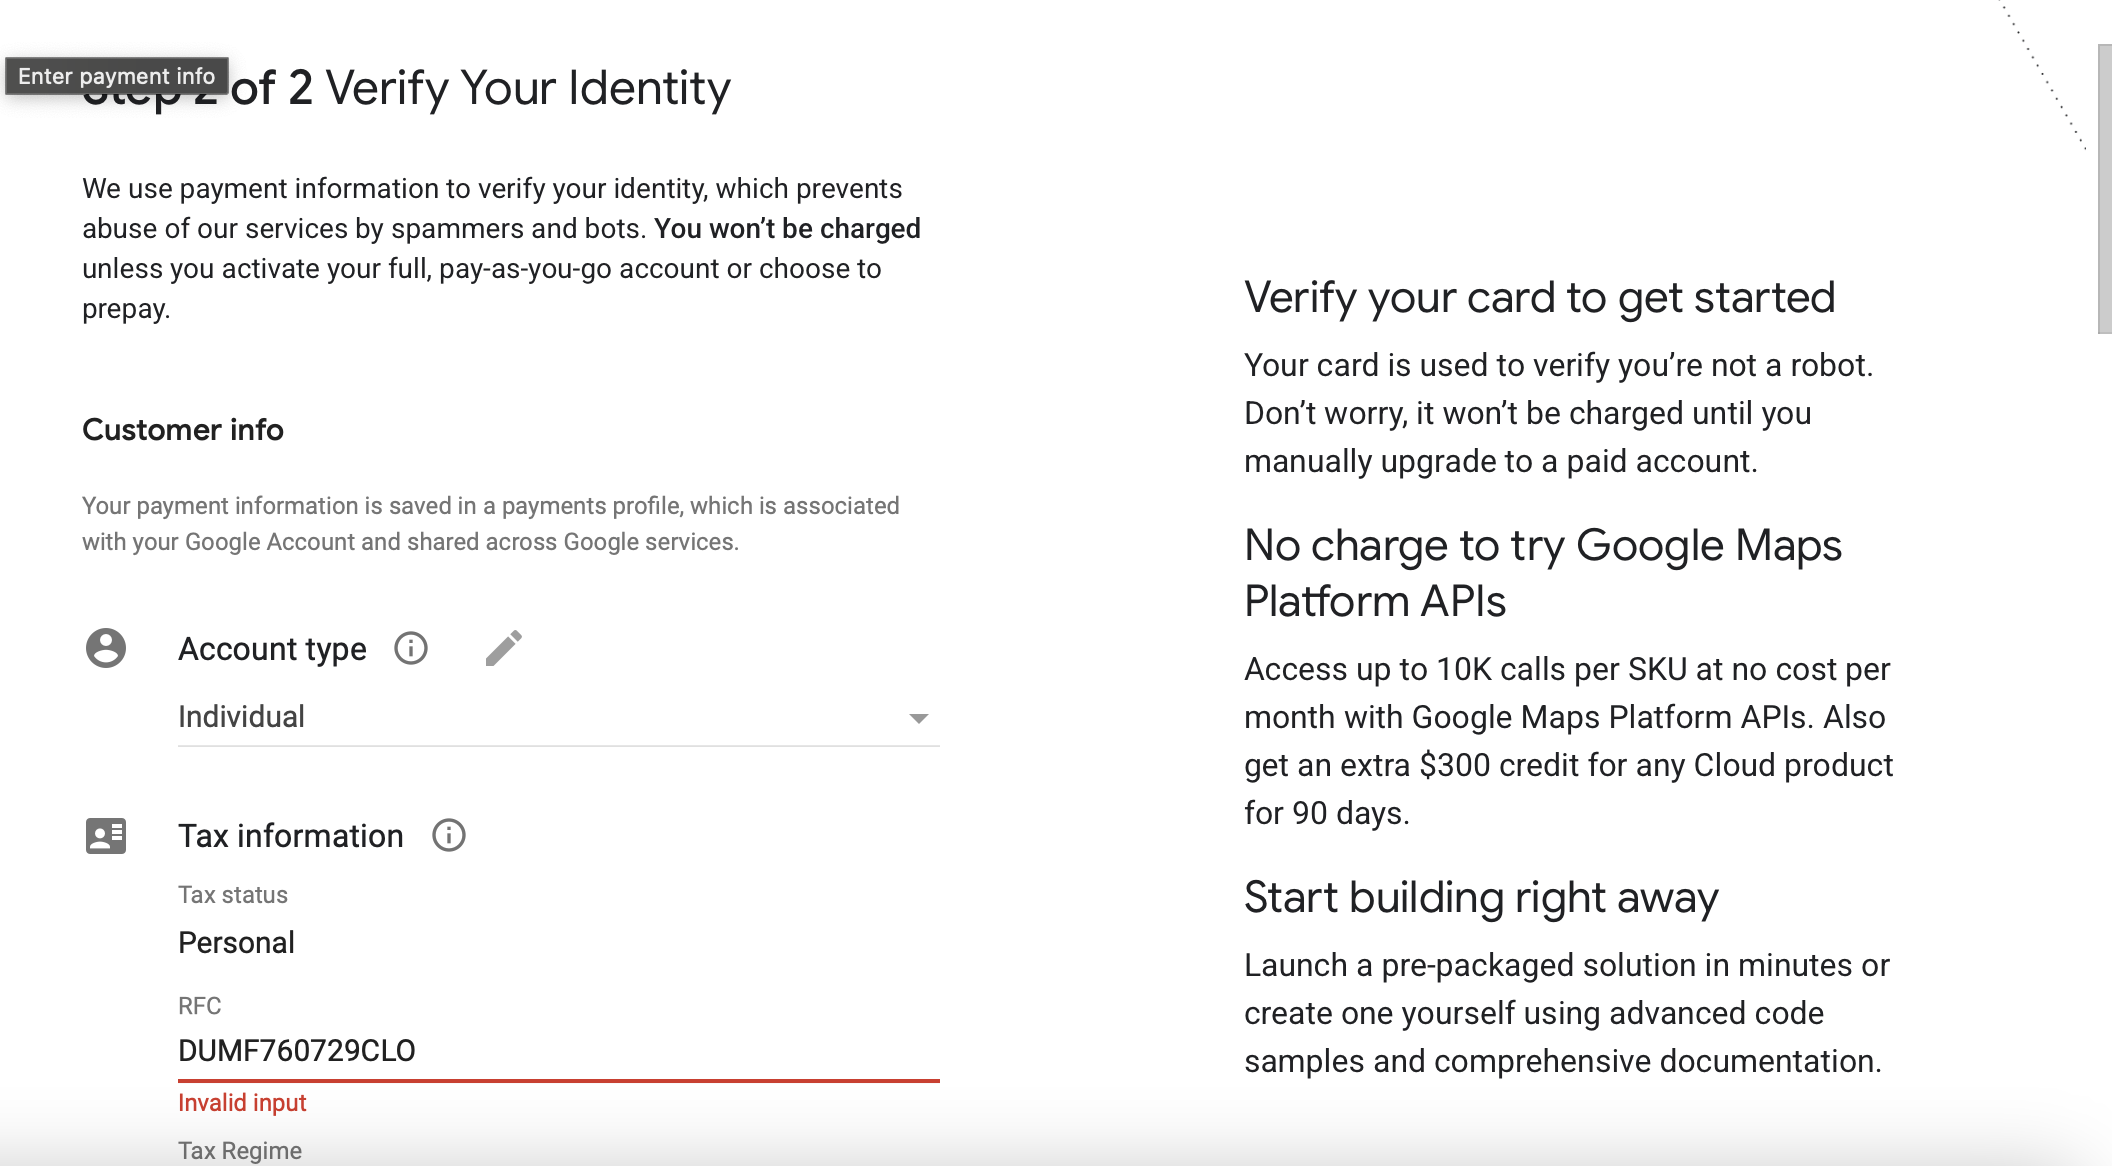 Enter payment info
Step 2 of 2 Verify Your Identity
We use payment information to verify your identity, which prevents
abuse of our services by spammers and bots. You won’t be charged
unless you activate your full, pay-as-you-go account or choose to
prepay.
Customer info
Your payment information is saved in a payments profile, which is associated
with your Google Account and shared across Google services.
Account type
Individual
Tax information
Tax status
Personal
RFC
DUMF760729CLO
Invalid input
Tax Regime
Verify your card to get started
Your card is used to verify you’re not a robot.
Don’t worry, it won’t be charged until you
manually upgrade to a paid account.
No charge to try Google Maps
Platform APIs
Access up to 10K calls per SKU at no cost per
month with Google Maps Platform APIs. Also
get an extra $300 credit for any Cloud product
for 90 days.
Start building right away
Launch a pre-packaged solution in minutes or
create one yourself using advanced code
samples and comprehensive documentation.